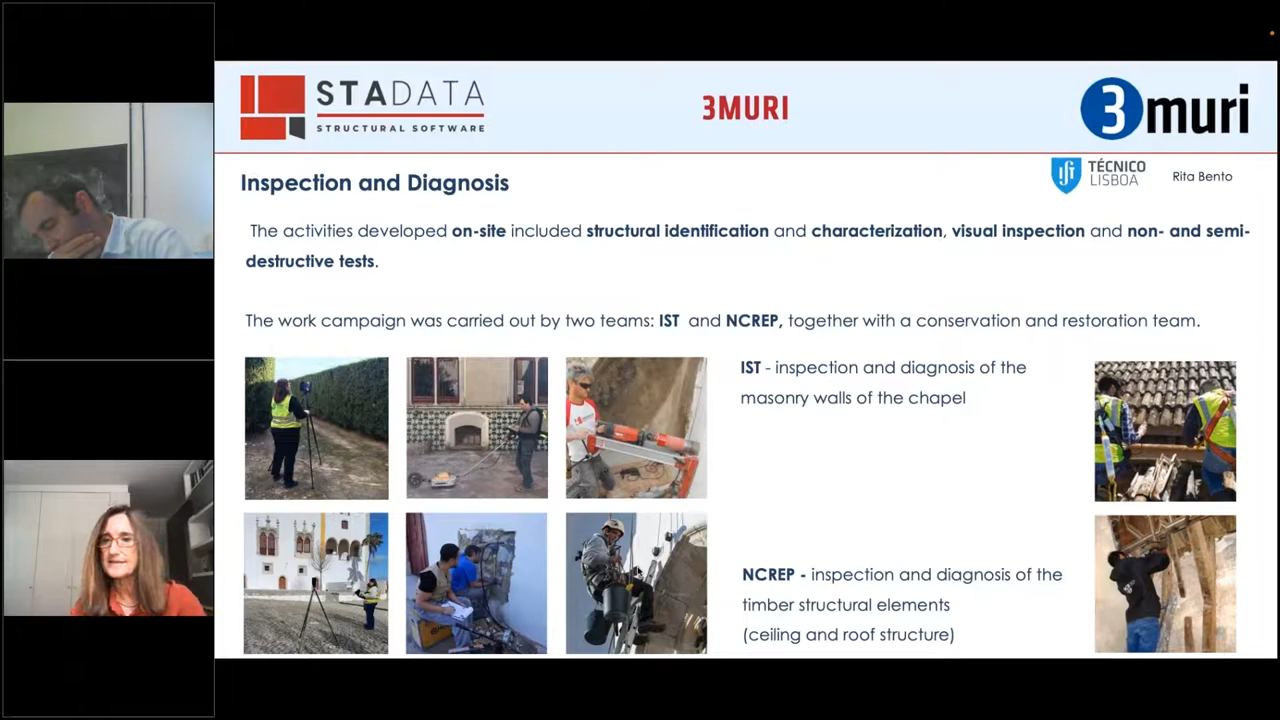 STADATA
STRUCTURAL SOFTWARE
3MURI
3muri
Inspection and Diagnosis
TÉCNICO
LISBOA
Rita Bento
The activities developed on-site included structural identification and characterization, visual inspection and non- and semi-
destructive tests.
The work campaign was carried out by two teams: IST and NCREP, together with a conservation and restoration team.
IST - inspection and diagnosis of the
masonry walls of the chapel
NCREP - inspection and diagnosis of the
timber structural elements
(ceiling and roof structure)